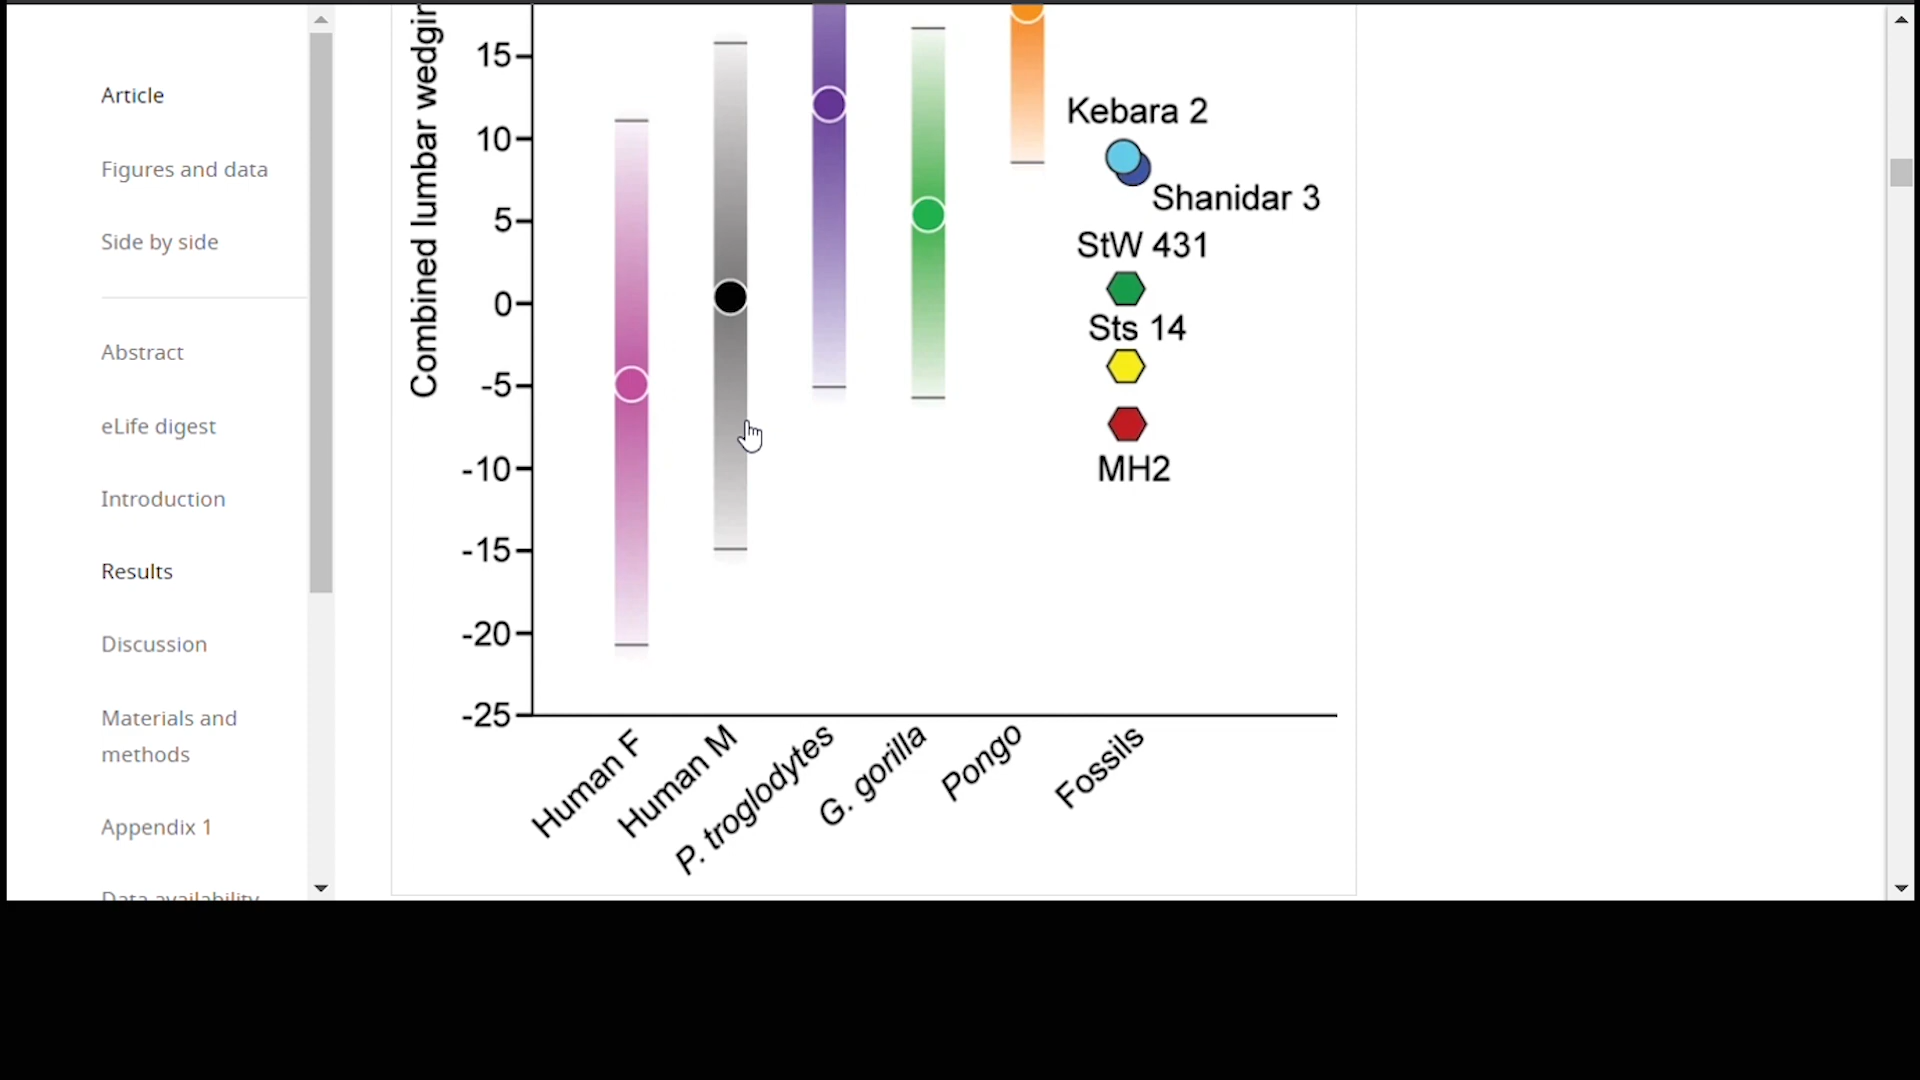 Article
Figures and data
Side by side
Abstract
eLife digest
Introduction
Results
Discussion
Materials and
methods
Appendix 1
Data availability
Combined lumbar
15
10
5
0
-5
-10
-15
-20
-25
Kebara 2
Shanidar 3
StW 431
Sts 14
MH2
Human F
Human M
P. troglodytes
G. gorilla
Pongo
Fossils